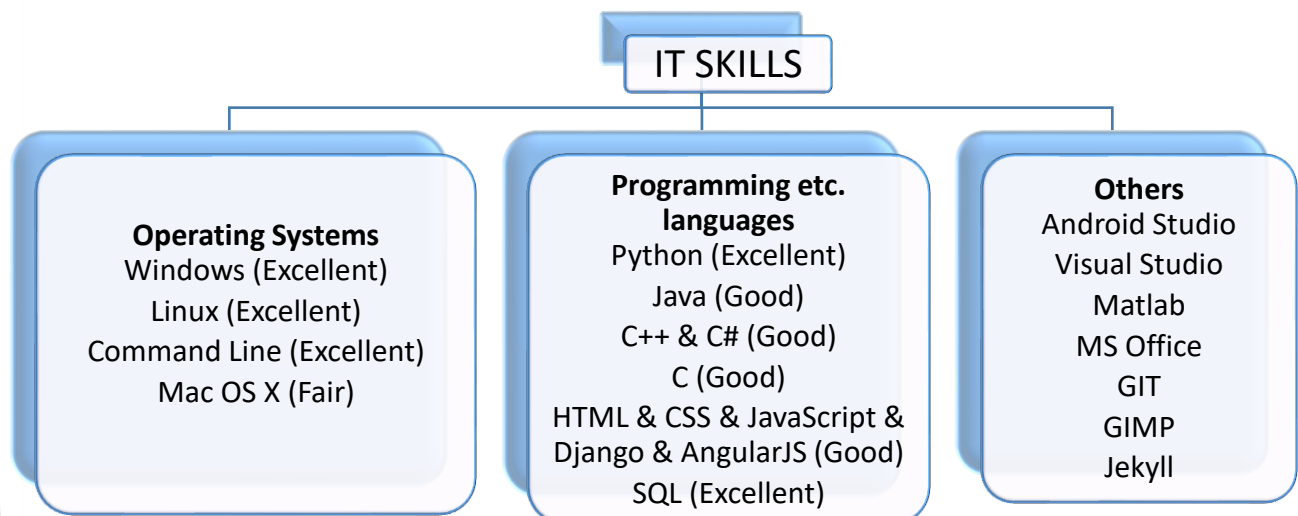 IT SKILLS
Operating Systems
Windows (Excellent)
Linux (Excellent)
Command Line (Excellent)
Mac OS X (Fair)
Programming etc.
languages
Python (Excellent)
Java (Good)
C++ & C# (Good)
C (Good)
HTML & CSS & JavaScript &
Django & AngularJS (Good)
SQL (Excellent)
Others
Android Studio
Visual Studio
Matlab
MS Office
GIT
GIMP
Jekyll